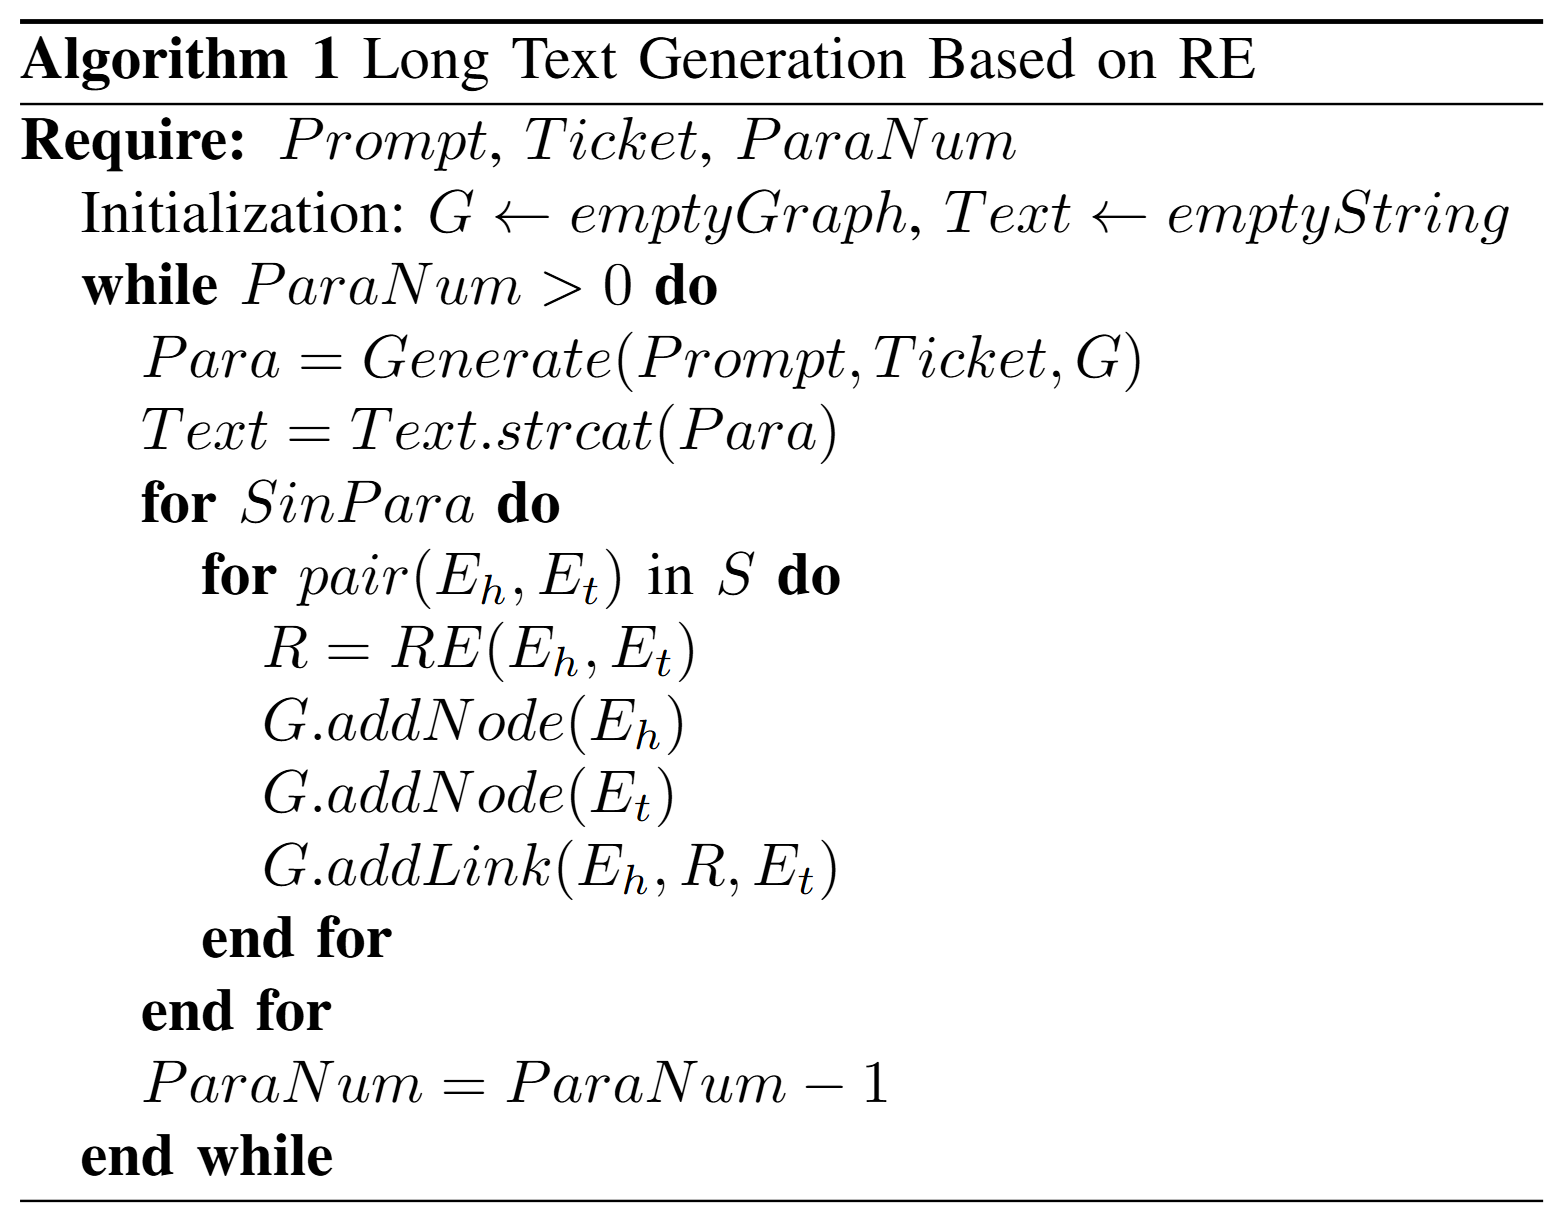 Algorithm 1 Long Text Generation Based on RE
Require: Prompt, Ticket, ParaNum
Initialization: G ← emptyGraph, Text ← emptyString
while ParaNum > 0 do
Para = Generate(Prompt, Ticket, G)
Text = Text.strcat(Para)
for SinPara do
for pair(E_h, E_t) in S do
R = RE(E_h, E_t)
G.addNode(E_h)
G.addNode(E_t)
G.addLink(E_h, R, E_t)
end for
end for
ParaNum = ParaNum − 1
end while